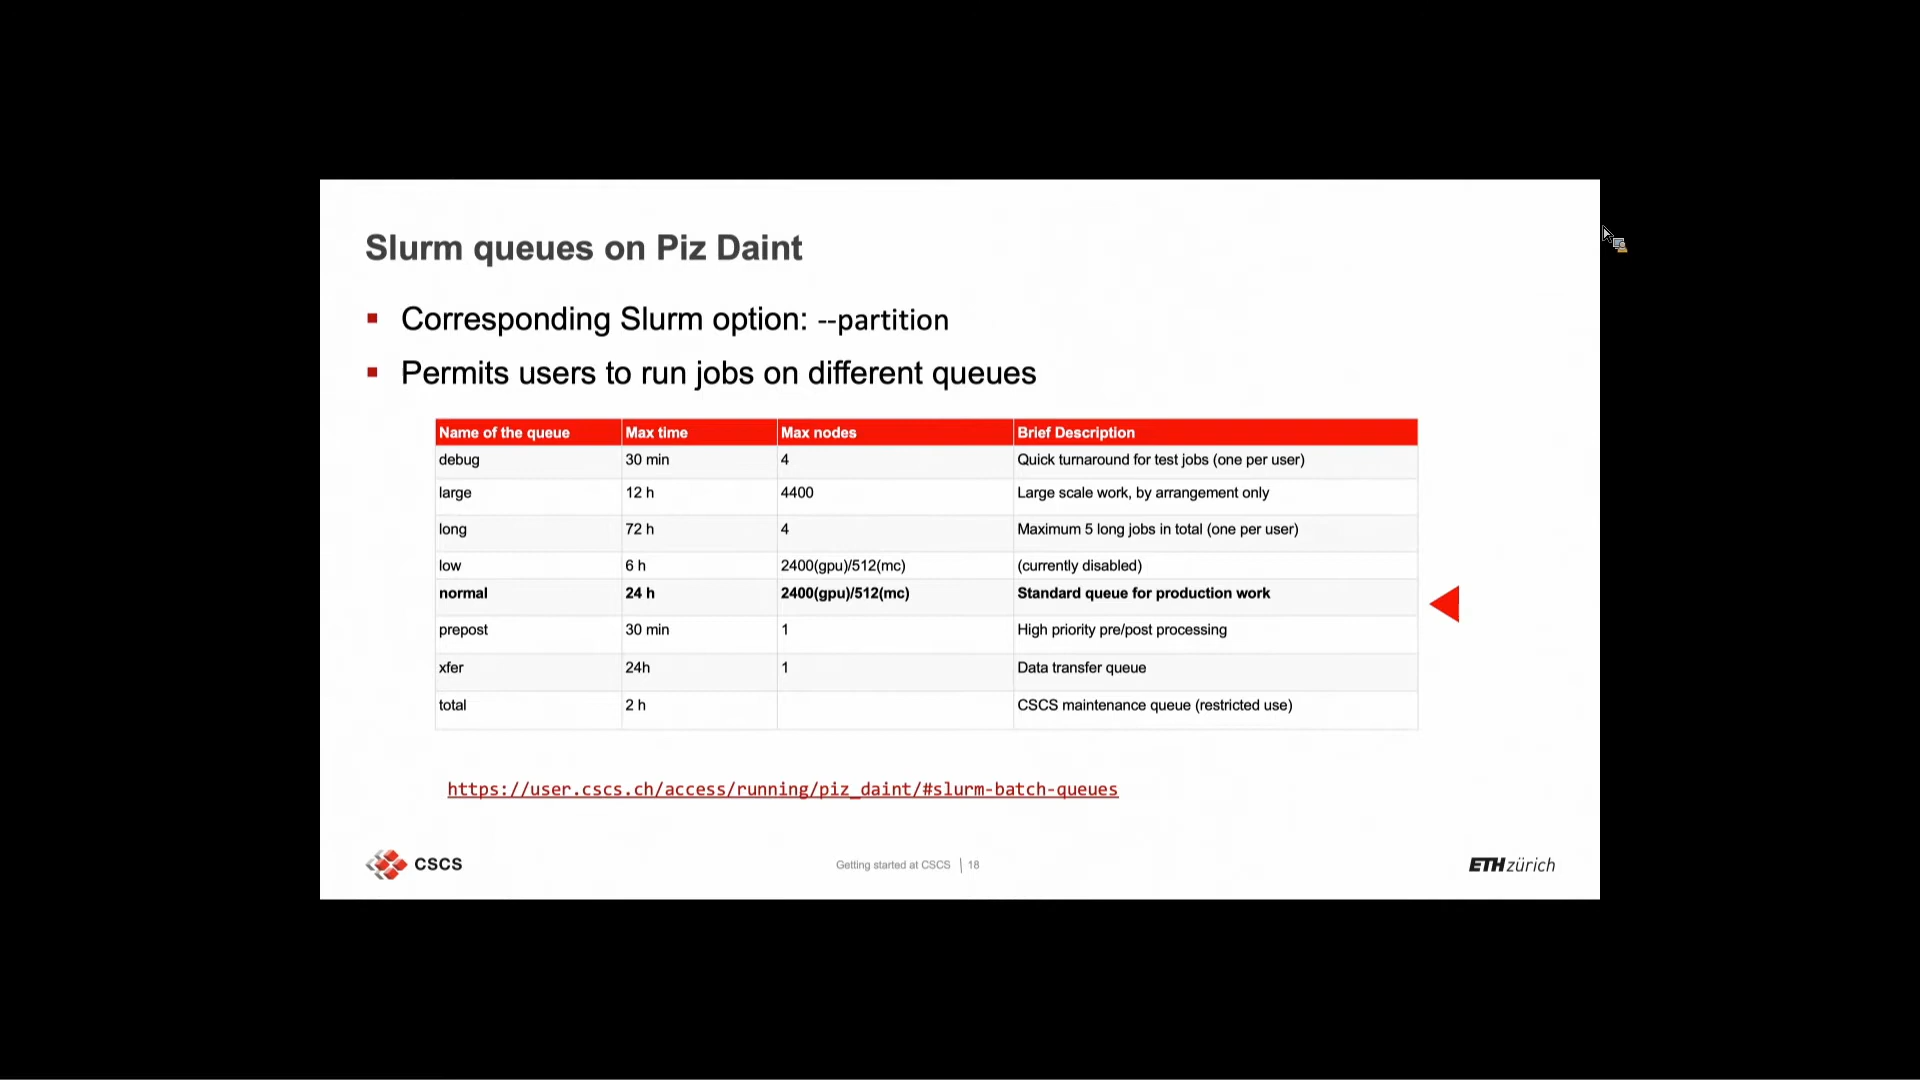 Slurm queues on Piz Daint
Corresponding Slurm option: --partition
Permits users to run jobs on different queues
Name of the queue Max time Max nodes Brief Description
debug 30 min 4 Quick turnaround for test jobs (one per user)
large 12 h 4400 Large scale work, by arrangement only
long 72 h 4 Maximum 5 long jobs in total (one per user)
low 6 h 2400(gpu)/512(mc) (currently disabled)
normal 24 h 2400(gpu)/512(mc) Standard queue for production work
prepost 30 min 1 High priority pre/post processing
xfer 24h 1 Data transfer queue
total 2 h CSCS maintenance queue (restricted use)
https://user.cscs.ch/access/running/piz_daint/#slurm-batch-queues
CSCS Getting started at CSCS | 18 ETHzürich